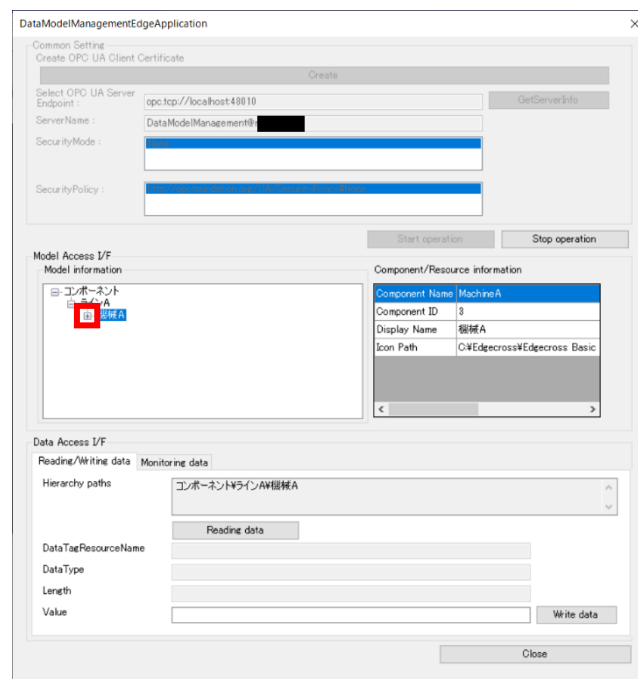 DataModelManagementEdgeApplication
Common Setting
Create OPC UA Client Certificate
Create
Select OPC UA Server
Endpoint :
opc.tcp://localhost:48010
GetServerInfo
ServerName :
DataModelManagement@
SecurityMode :
SecurityPolicy :
Start operation
Stop operation
Model Access I/F
Model information
Component/Resource information
コンポーネント
ラインA
機械A
Component Name MachineA
Component ID 3
Display Name 機械A
Icon Path C:¥Edgecross¥Edgecross Basic
Data Access I/F
Reading/Writing data Monitoring data
Hierarchy paths
コンポーネント¥ラインA¥機械A
Reading data
DataTagResourceName
DataType
Length
Value
Write data
Close